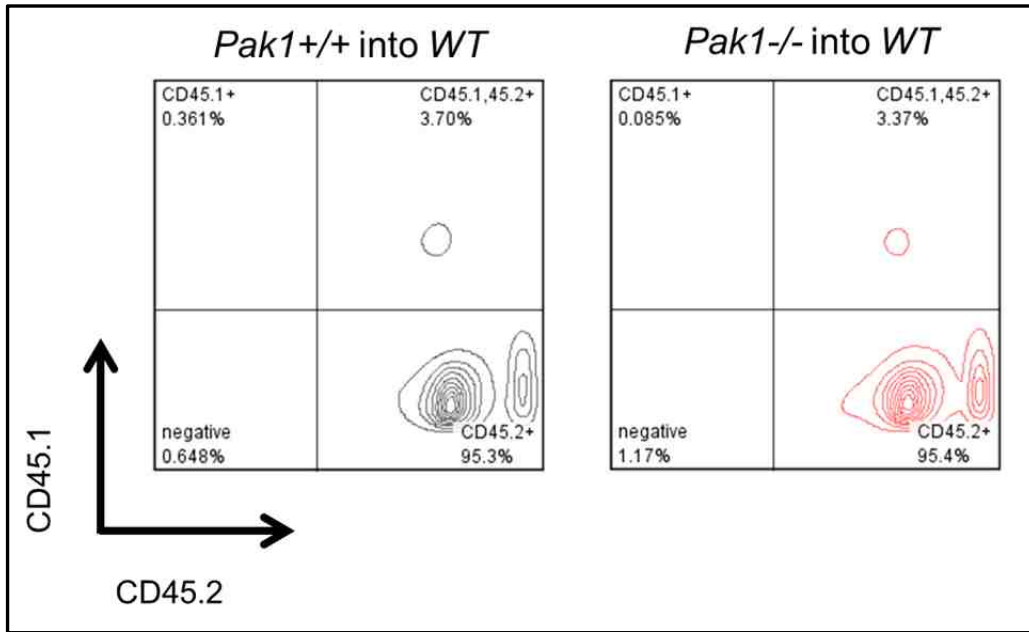 Pak1+/+ into WT
Pak1-/- into WT
CD45.1+
0.361%
CD45.1,45.2+
3.70%
negative
0.648%
CD45.2+
95.3%
CD45.1+
0.085%
CD45.1,45.2+
3.37%
negative
1.17%
CD45.2+
95.4%
CD45.1
CD45.2